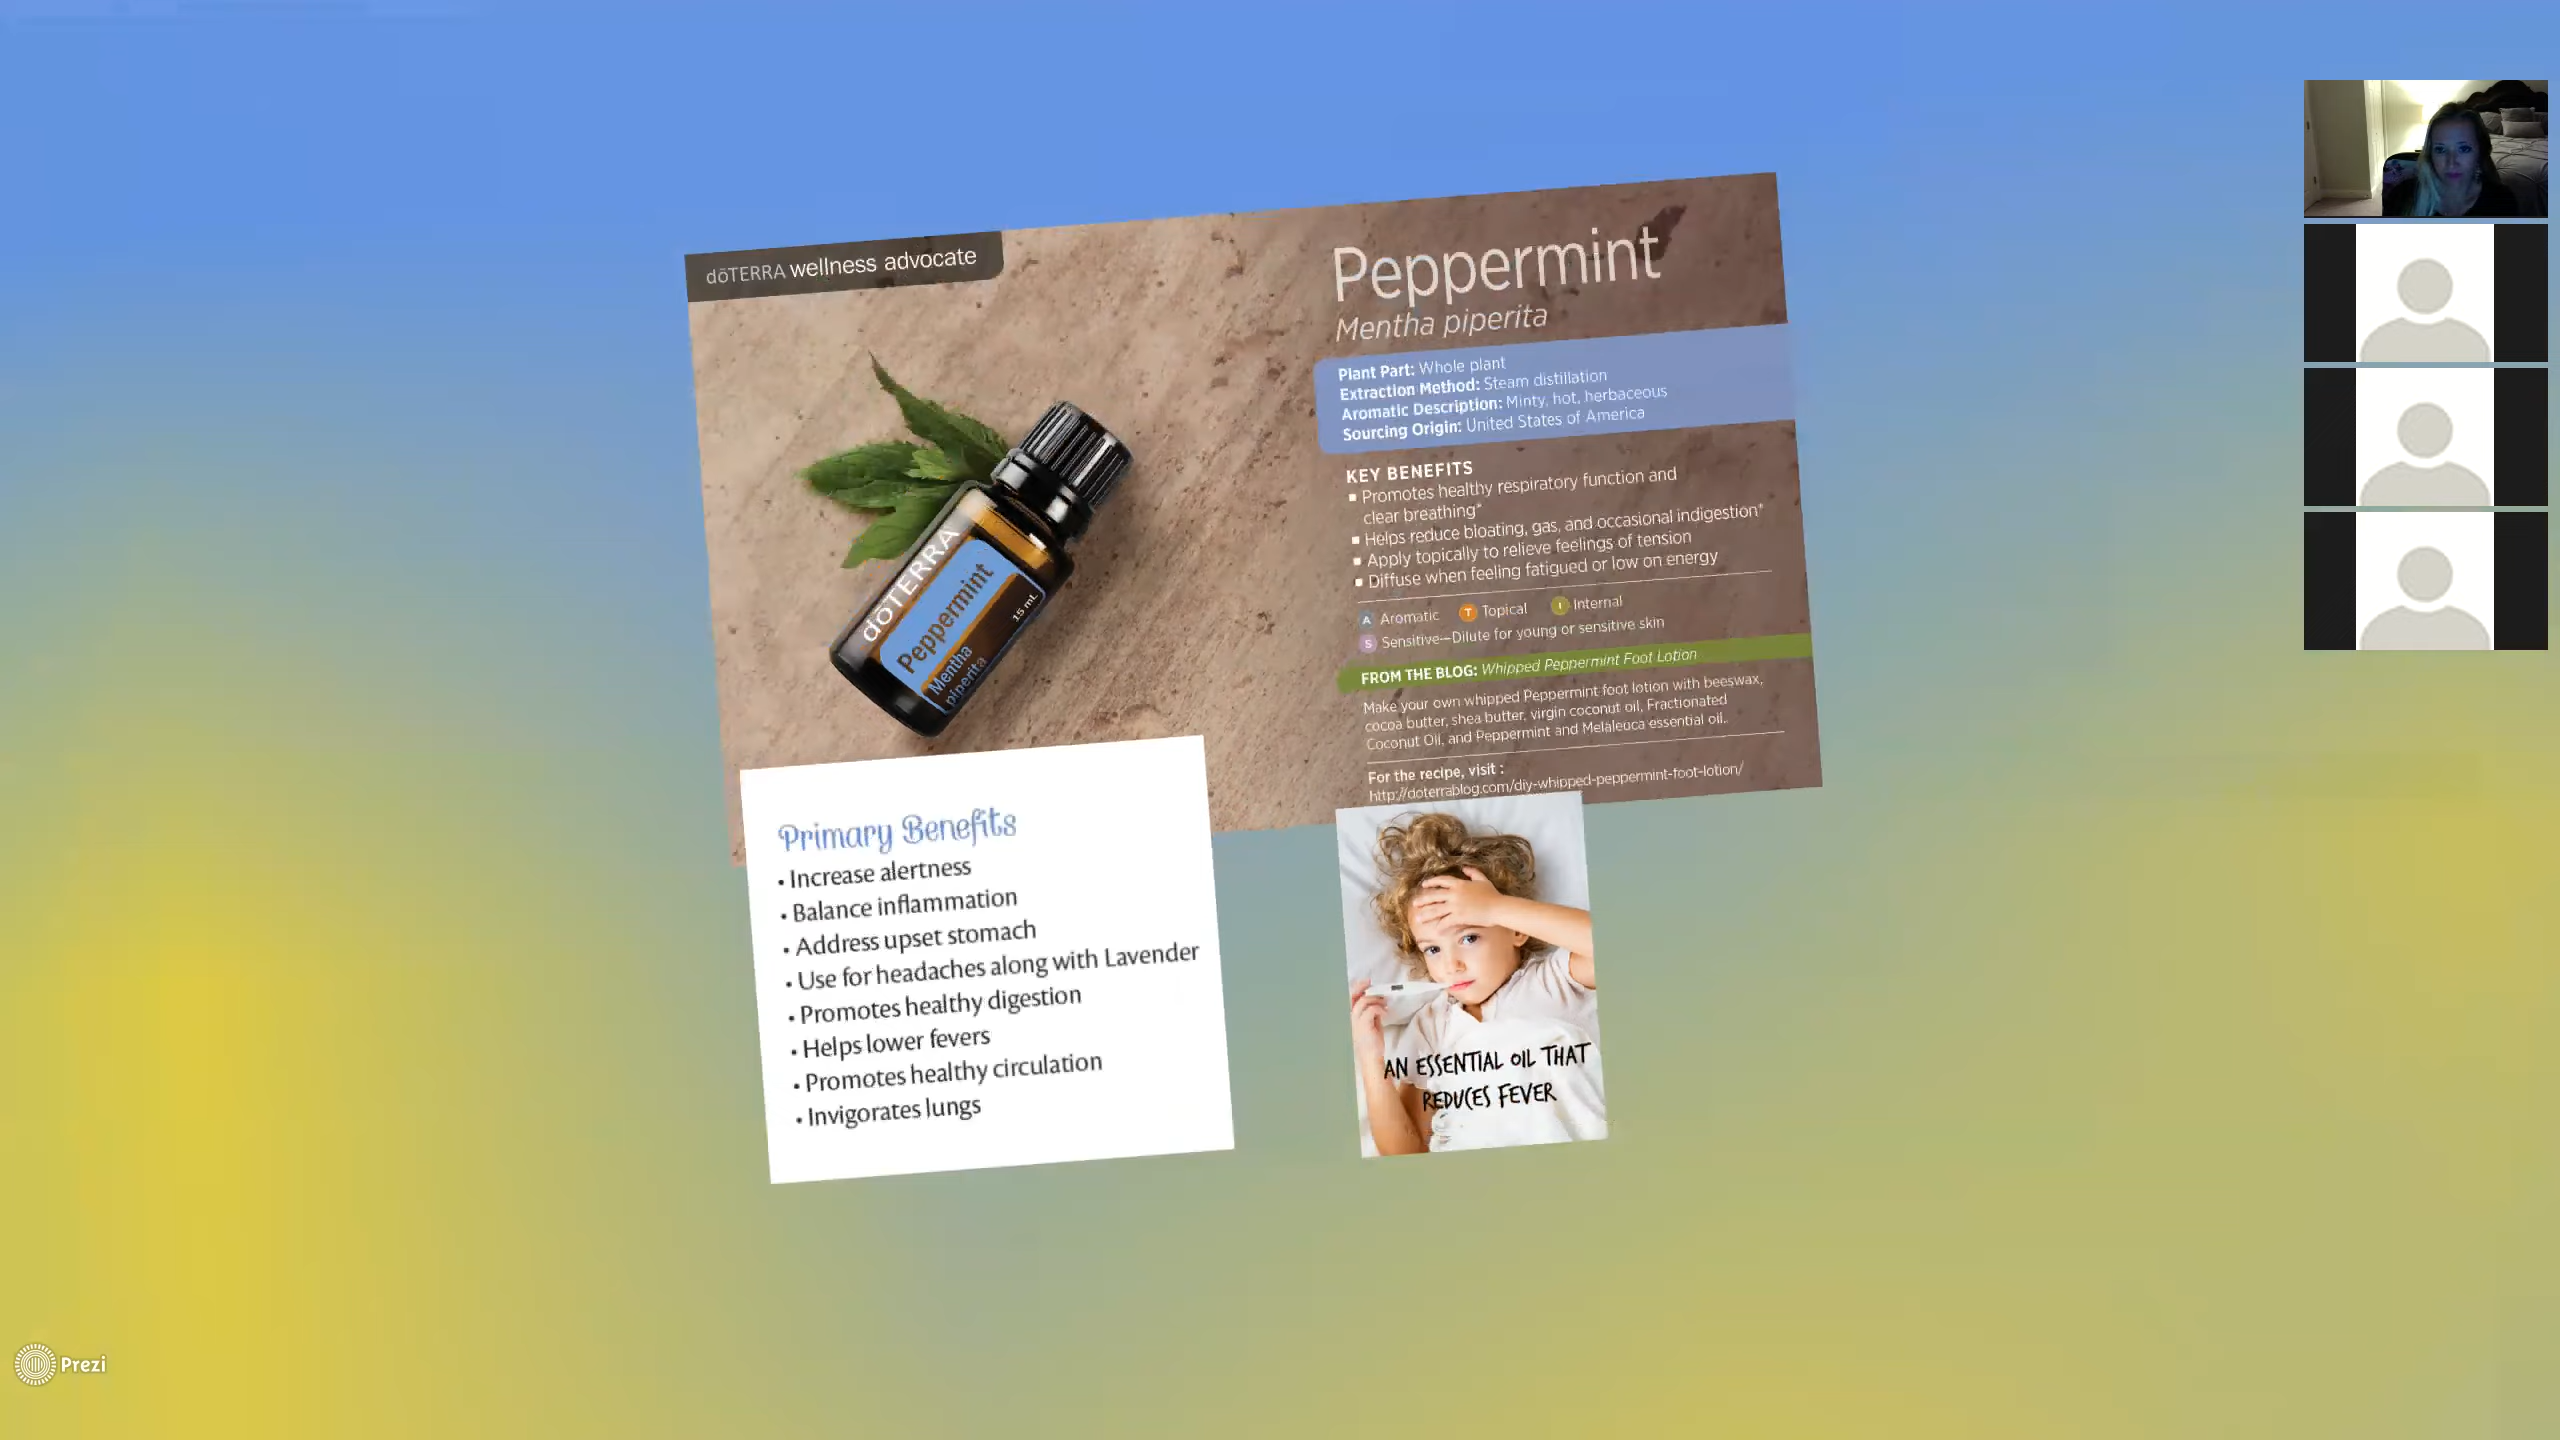 dōTERRA wellness advocate
Peppermint
Mentha piperita
Plant Part: Whole plant
Extraction Method: Steam distillation
Aromatic Description: Minty, hot, herbaceous
Sourcing Origin: United States of America
KEY BENEFITS
▪ Promotes healthy respiratory function and
clear breathing*
▪ Helps reduce bloating, gas, and occasional indigestion*
▪ Apply topically to relieve feelings of tension
▪ Diffuse when feeling fatigued or low on energy
A Aromatic T Topical I Internal
S Sensitive—Dilute for young or sensitive skin
FROM THE BLOG: Whipped Peppermint Foot Lotion
Make your own whipped Peppermint foot lotion with beeswax,
cocoa butter, shea butter, virgin coconut oil, Fractionated
Coconut Oil, and Peppermint and Melaleuca essential oil.
For the recipe, visit :
http://doterrablog.com/diy-whipped-peppermint-foot-lotion/
dōTERRA
Peppermint
Mentha
piperita
15 mL
Primary Benefits
• Increase alertness
• Balance inflammation
• Address upset stomach
• Use for headaches along with Lavender
• Promotes healthy digestion
• Helps lower fevers
• Promotes healthy circulation
• Invigorates lungs
AN ESSENTIAL OIL THAT
REDUCES FEVER
Prezi